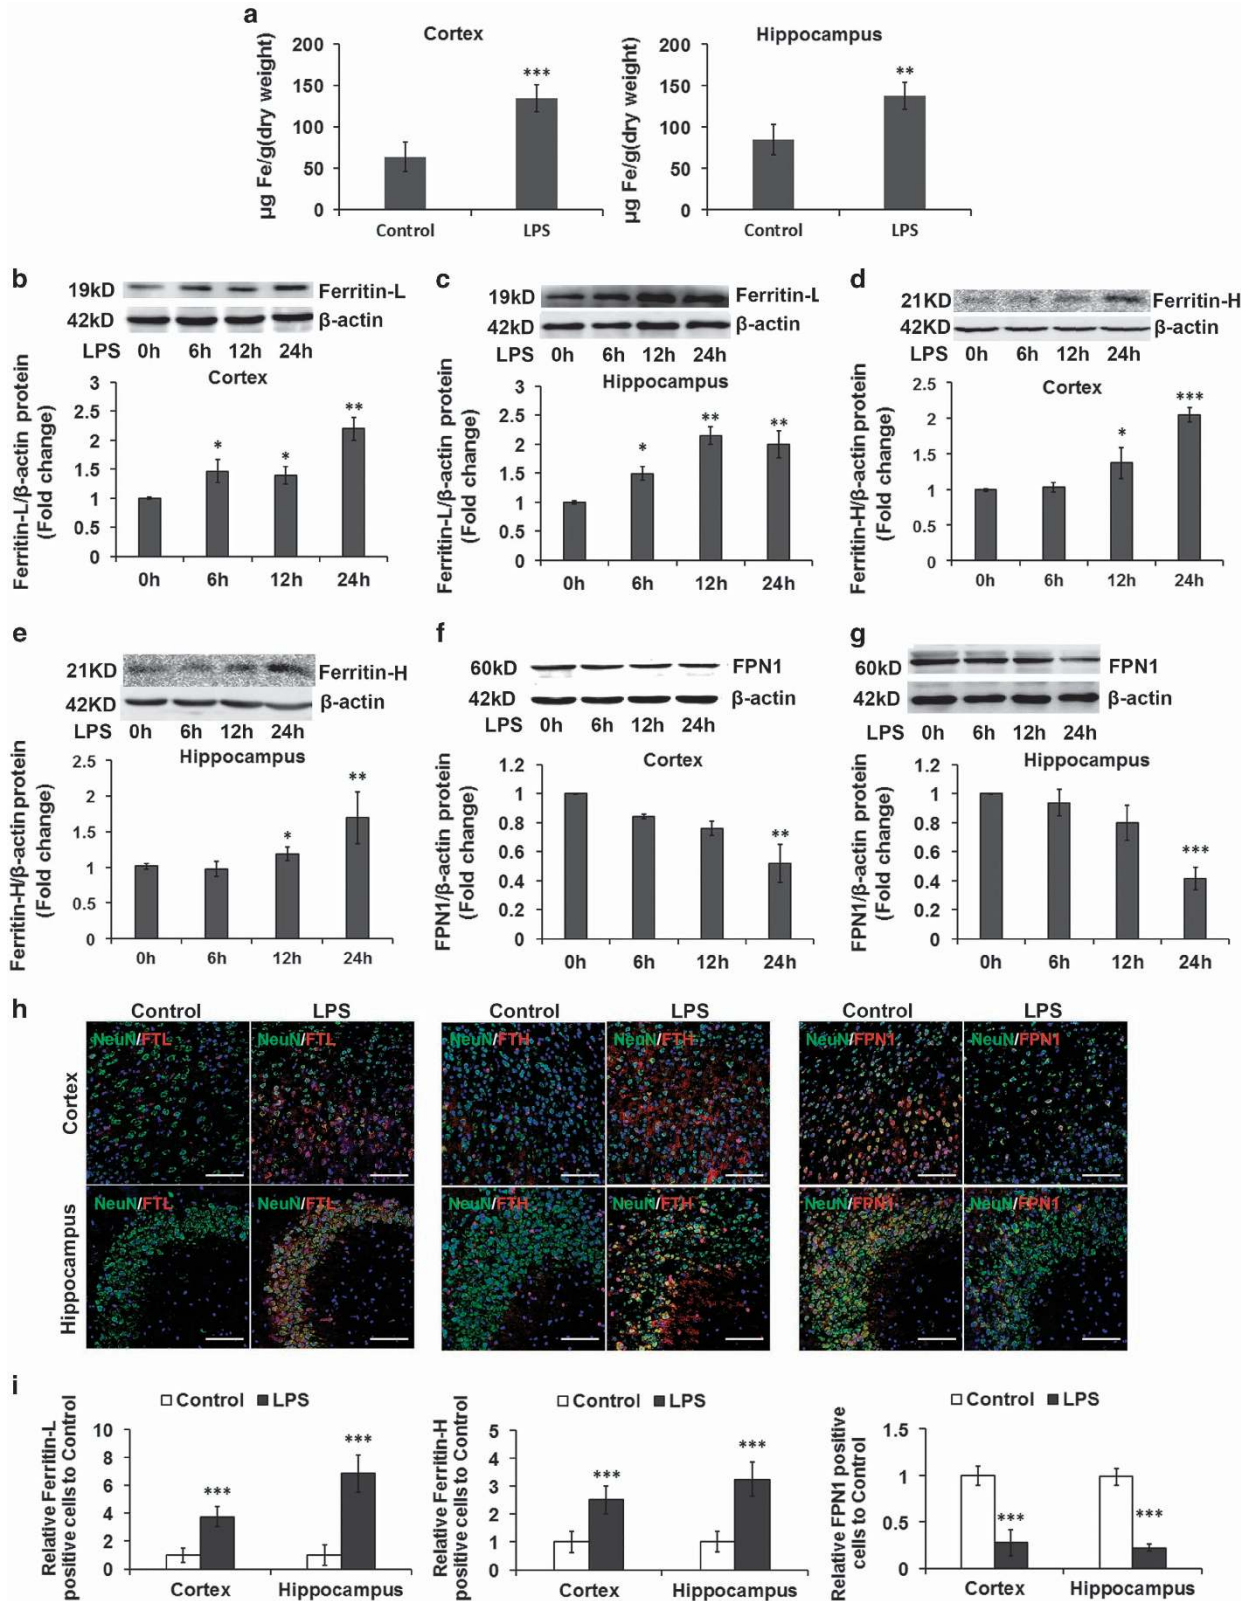 a
Cortex
Hippocampus
µg Fe/g(dry weight)
200
150
100
50
0
***
Control
LPS
µg Fe/g(dry weight)
200
150
100
50
0
**
Control
LPS
b
19kD
Ferritin-L
42kD
β-actin
LPS 0h 6h 12h 24h
Cortex
Ferritin-L/β-actin protein
(Fold change)
3
2.5
2
1.5
1
0.5
0
* * **
0h 6h 12h 24h
c
19kD
Ferritin-L
42kD
β-actin
LPS 0h 6h 12h 24h
Hippocampus
Ferritin-L/β-actin protein
(Fold change)
3
2.5
2
1.5
1
0.5
0
* ** **
0h 6h 12h 24h
d
21KD
Ferritin-H
42KD
β-actin
LPS 0h 6h 12h 24h
Cortex
Ferritin-H/β-actin protein
(Fold change)
2.5
2
1.5
1
0.5
0
* ***
0h 6h 12h 24h
e
21KD
Ferritin-H
42KD
β-actin
LPS 0h 6h 12h 24h
Hippocampus
Ferritin-H/β-actin protein
(Fold change)
2.5
2
1.5
1
0.5
0
* **
0h 6h 12h 24h
f
60kD
FPN1
42kD
β-actin
LPS 0h 6h 12h 24h
Cortex
FPN1/β-actin protein
(Fold change)
1.2
1
0.8
0.6
0.4
0.2
0
**
0h 6h 12h 24h
g
60kD
FPN1
42kD
β-actin
LPS 0h 6h 12h 24h
Hippocampus
FPN1/β-actin protein
(Fold change)
1.2
1
0.8
0.6
0.4
0.2
0
***
0h 6h 12h 24h
h
Control LPS Control LPS Control LPS
Cortex
NeuN/FTL NeuN/FTL NeuN/FTH NeuN/FTH NeuN/FPN1 NeuN/FPN1
Hippocampus
NeuN/FTL NeuN/FTL NeuN/FTH NeuN/FTH NeuN/FPN1 NeuN/FPN1
i
Control LPS
Relative Ferritin-L
positive cells to Control
10
8
6
4
2
0
*** ***
Cortex Hippocampus
Control LPS
Relative Ferritin-H
positive cells to Control
5
4
3
2
1
0
*** ***
Cortex Hippocampus
Control LPS
Relative FPN1 positive
cells to Control
1.5
1
0.5
0
*** ***
Cortex Hippocampus